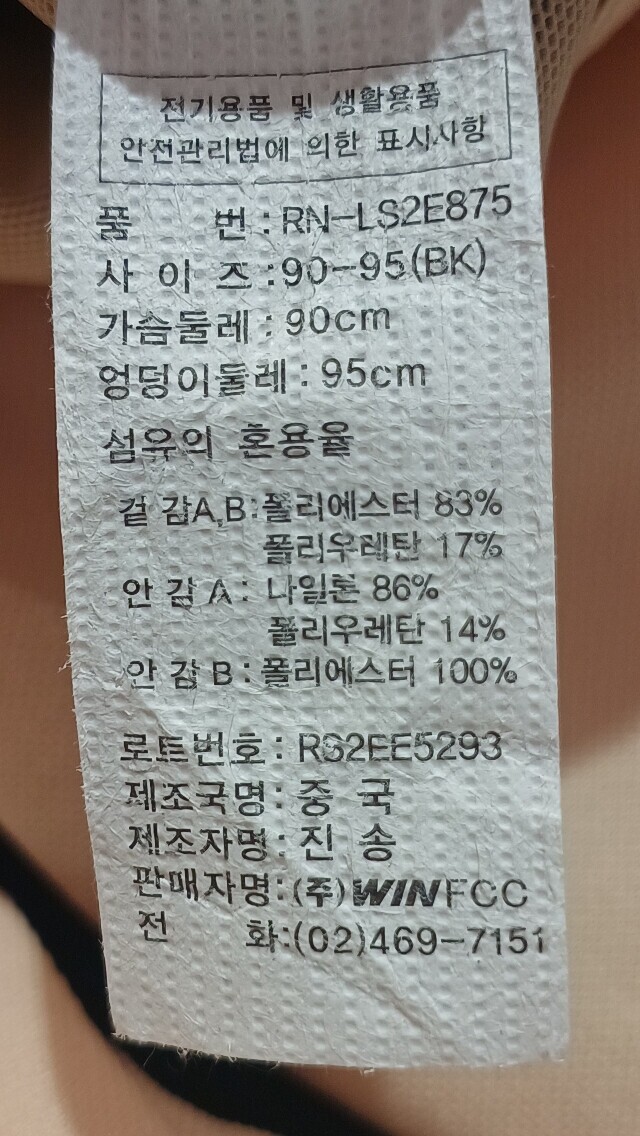 전기용품 및 생활용품
안전관리법에 의한 표시사항
품 번 : RN-LS2E875
사 이 즈 : 90-95(BK)
가슴둘레 : 90cm
엉덩이둘레 : 95cm
섬유의 혼용율
겉 감A,B : 폴리에스터 83%
폴리우레탄 17%
안 감 A : 나일론 86%
폴리우레탄 14%
안 감 B : 폴리에스터 100%
로트번호 : RS2EE5293
제조국명 : 중 국
제조자명 : 진 송
판매자명 : (주)WINFCC
전 화:(02)469-7151